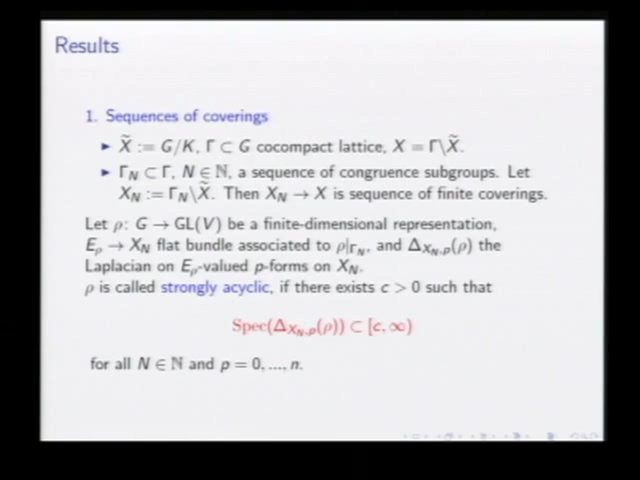 Results
1. Sequences of coverings
► X̃ := G/K, Γ ⊂ G cocompact lattice, X = Γ\X̃.
► Γ_N ⊂ Γ, N ∈ ℕ, a sequence of congruence subgroups. Let
X_N := Γ_N\X̃. Then X_N → X is sequence of finite coverings.
Let ρ: G → GL(V) be a finite-dimensional representation,
E_ρ → X_N flat bundle associated to ρ|_{Γ_N}, and Δ_{X_N,p}(ρ) the
Laplacian on E_ρ-valued p-forms on X_N.
ρ is called strongly acyclic, if there exists c > 0 such that
Spec(Δ_{X_N,p}(ρ)) ⊂ [c, ∞)
for all N ∈ ℕ and p = 0, ..., n.